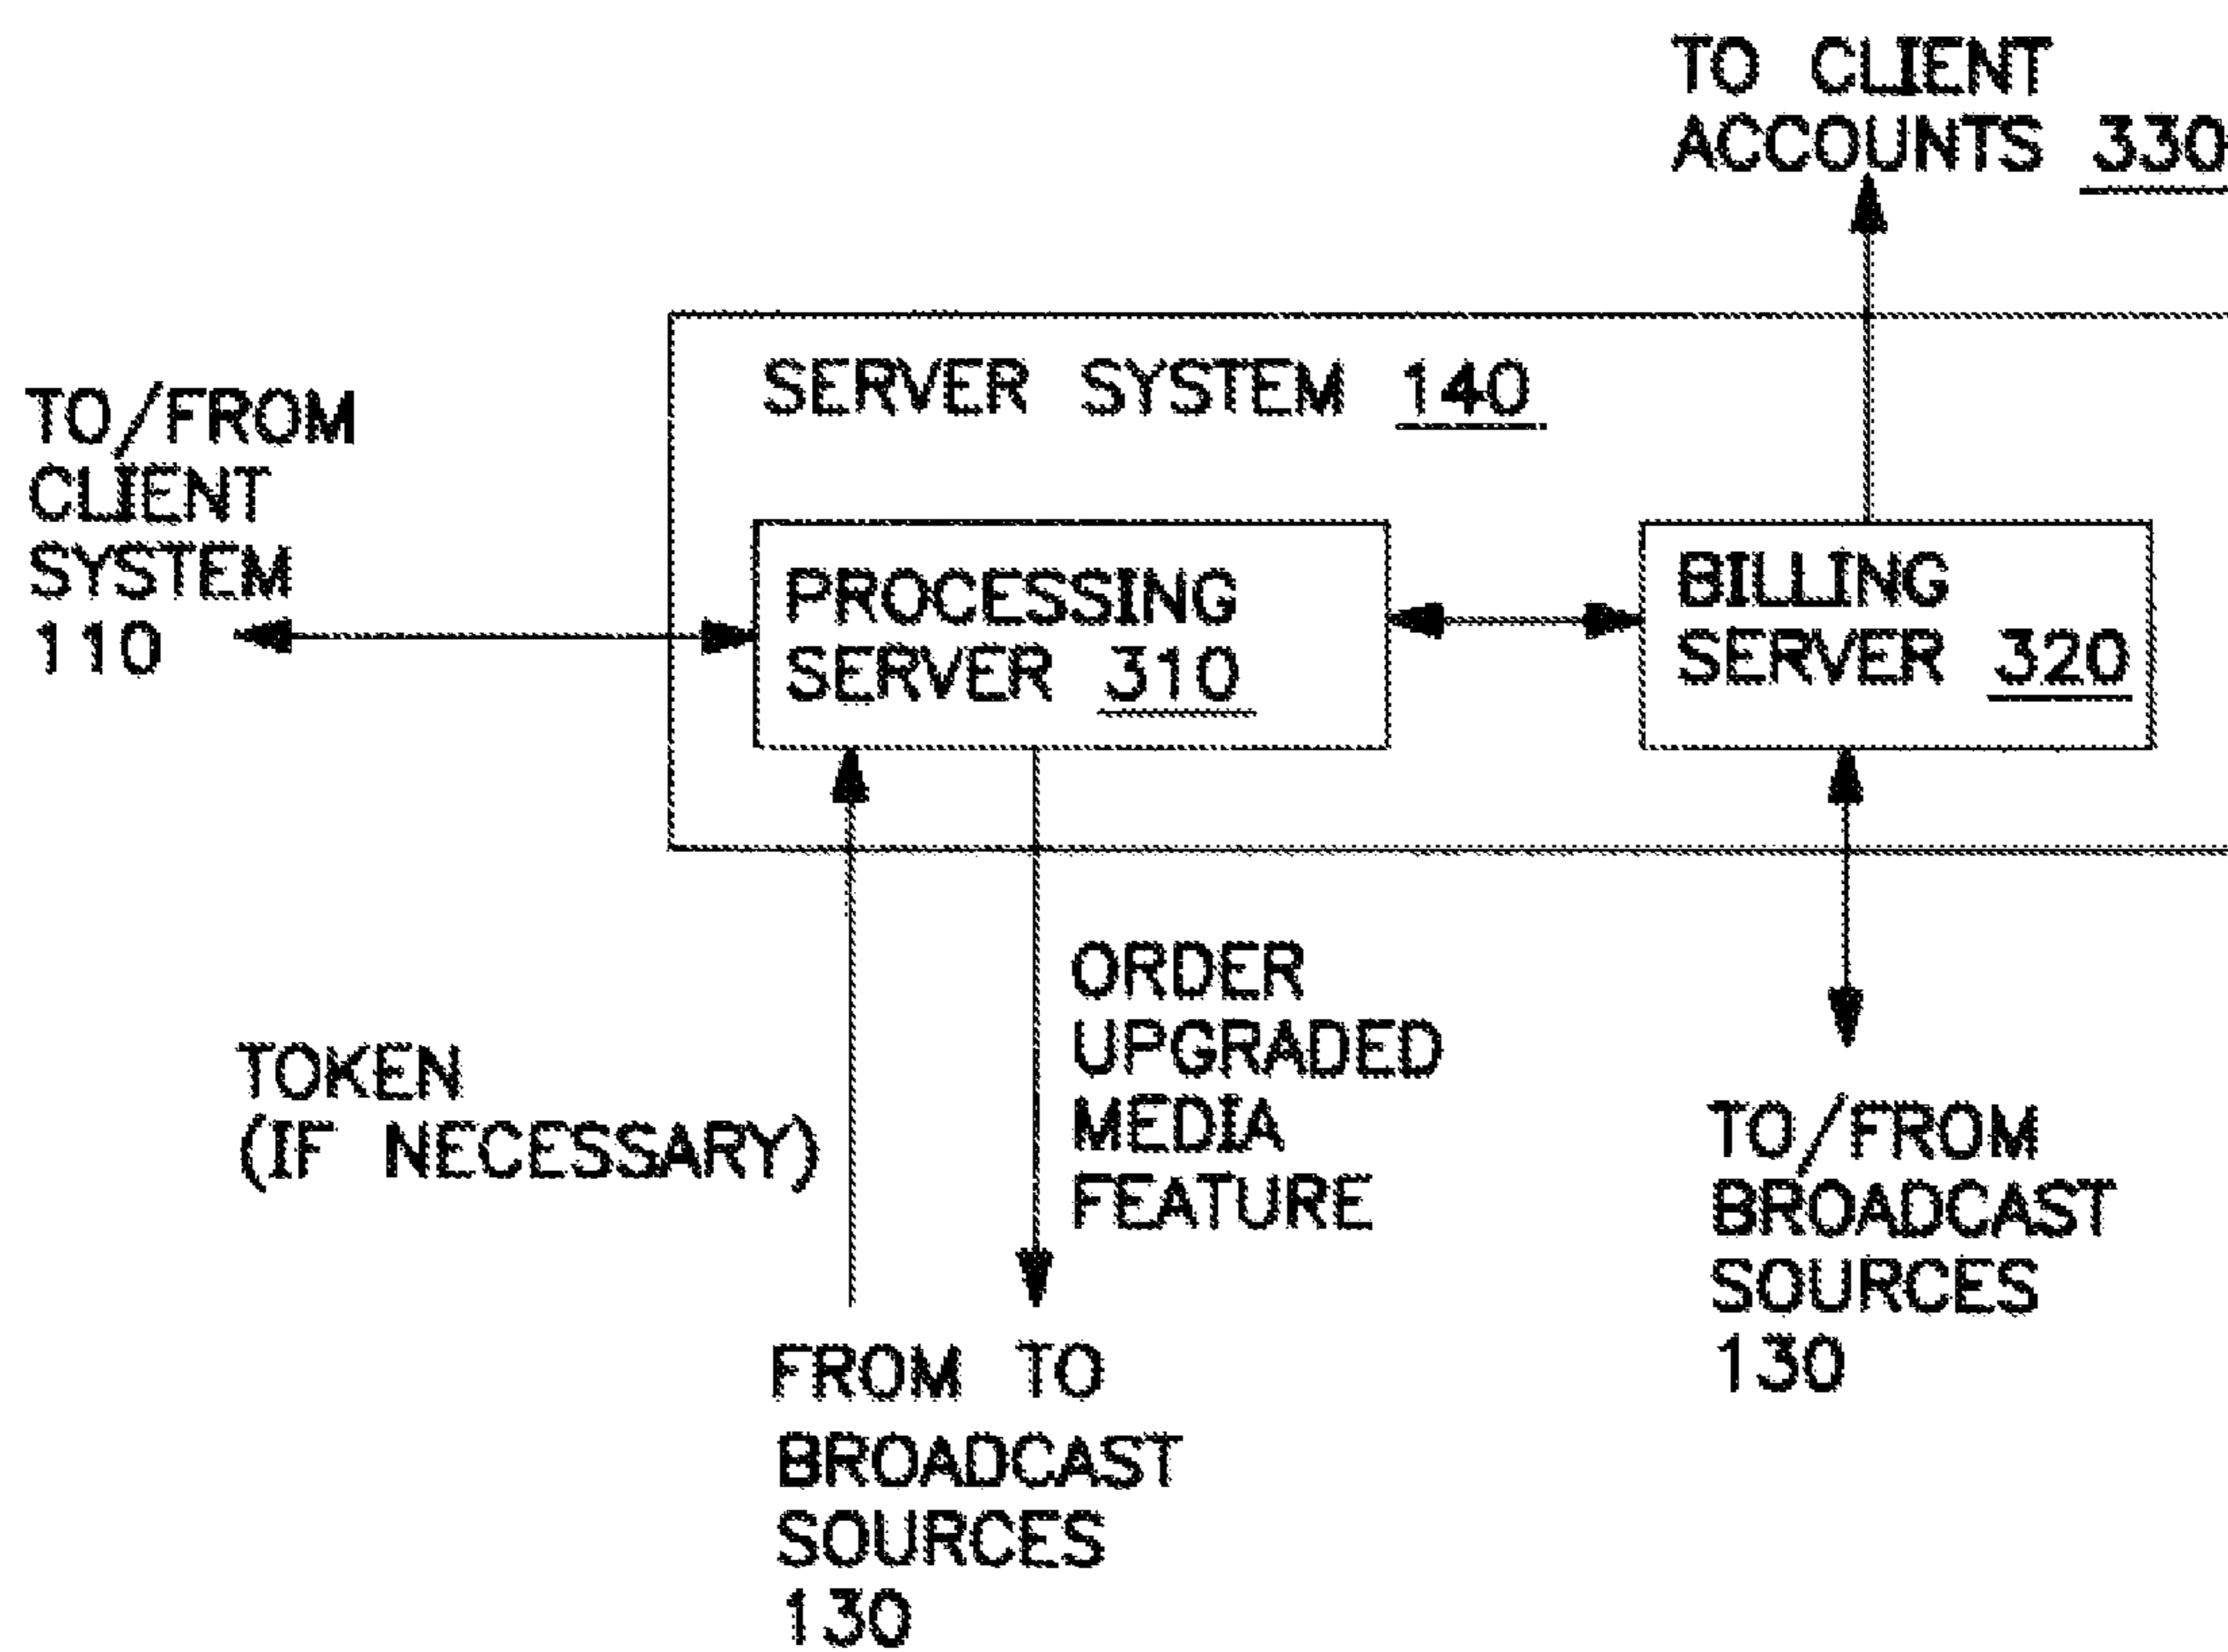 TO CLIENT
ACCOUNTS 330
SERVER SYSTEM 140
TO/FROM
CLIENT
SYSTEM
110
PROCESSING
SERVER 310
BILLING
SERVER 320
ORDER
UPGRADED
MEDIA
FEATURE
TOKEN
(IF NECESSARY)
TO/FROM
BROADCAST
SOURCES
130
FROM TO
BROADCAST
SOURCES
130